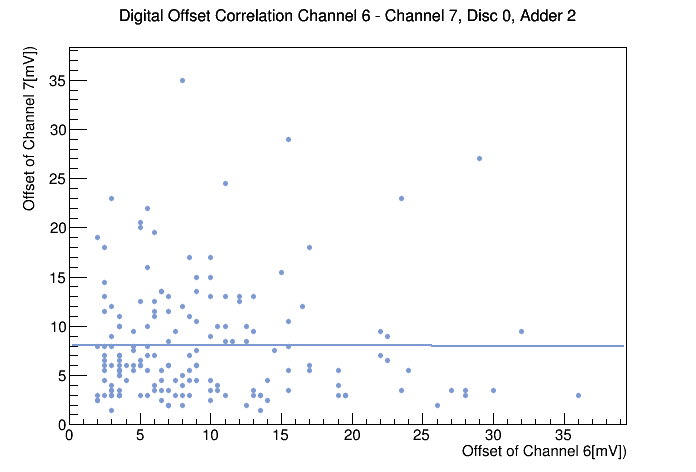 Digital Offset Correlation Channel 6 - Channel 7, Disc 0, Adder 2
Offset of Channel 7[mV])
35
30
25
20
15
10
5
0
0 5 10 15 20 25 30 35
Offset of Channel 6[mV])